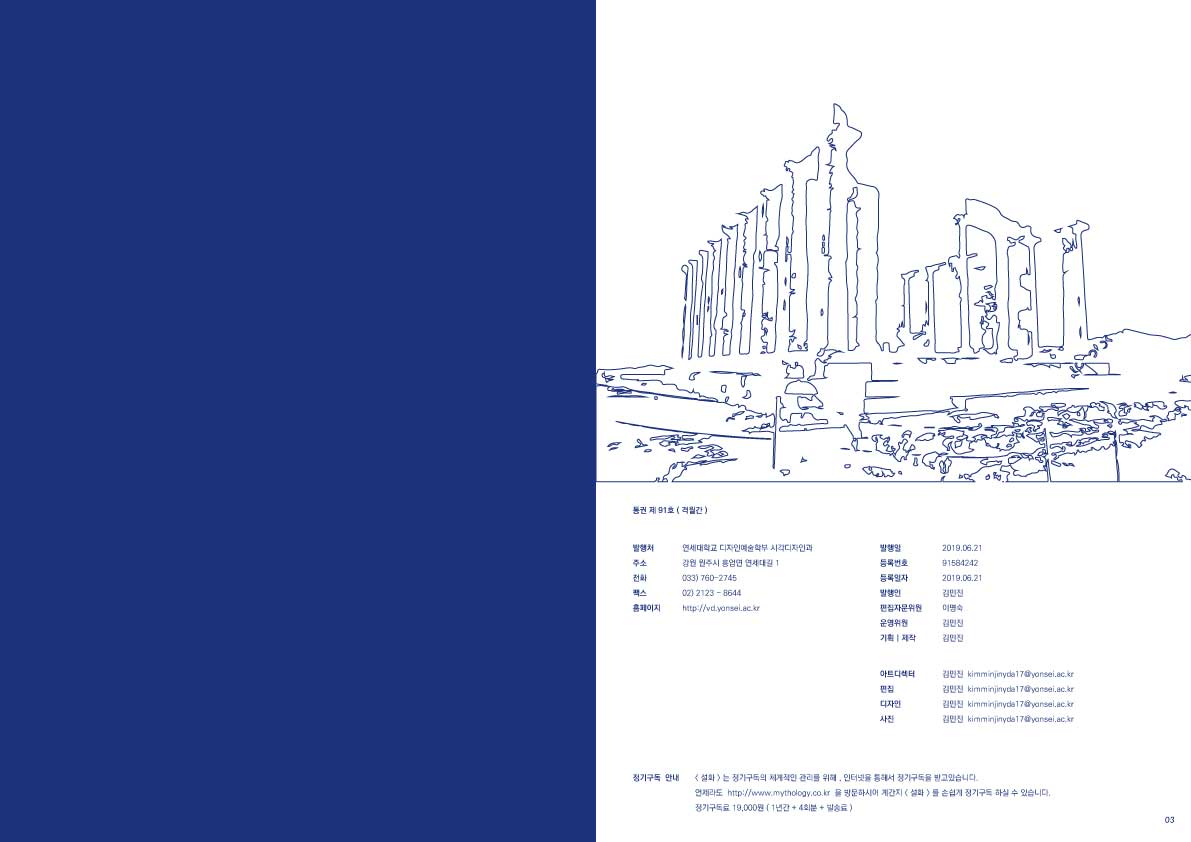 통권 제 91호 ( 격월간 )
발행처 연세대학교 디자인예술학부 시각디자인과
주소 강원 원주시 흥업면 연세대길 1
전화 033) 760-2745
팩스 02) 2123 - 8644
홈페이지 http://vd.yonsei.ac.kr
발행일 2019.06.21
등록번호 91584242
등록일자 2019.06.21
발행인 김민진
편집자문위원 이명숙
운영위원 김민진
기획 | 제작 김민진
아트디렉터 김민진 kimminjinyda17@yonsei.ac.kr
편집 김민진 kimminjinyda17@yonsei.ac.kr
디자인 김민진 kimminjinyda17@yonsei.ac.kr
사진 김민진 kimminjinyda17@yonsei.ac.kr
정기구독 안내 < 설화 > 는 정기구독의 체계적인 관리를 위해 , 인터넷을 통해서 정기구독을 받고있습니다.
언제라도 http://www.mythology.co.kr 을 방문하시어 계간지 < 설화 > 를 손쉽게 정기구독 하실 수 있습니다.
정기구독료 19,000원 ( 1년간 + 4회분 + 발송료 )
03